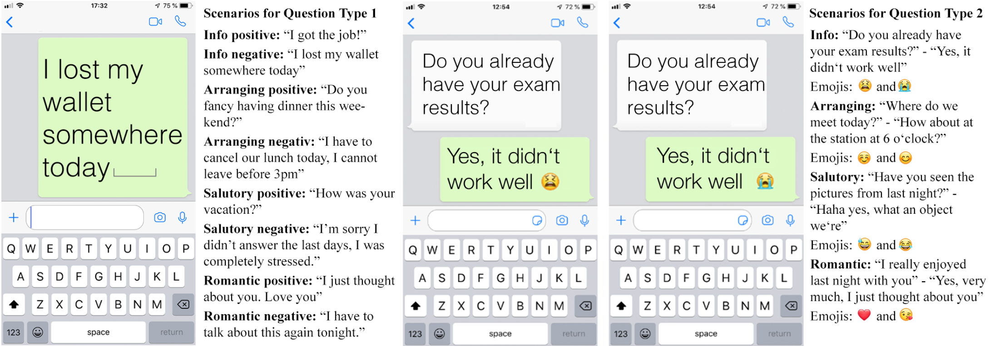 17:32
75 %
I lost my
wallet
somewhere
today
Q W E R T Y U I O P
A S D F G H J K L
Z X C V B N M
123 space return
Scenarios for Question Type 1
Info positive: “I got the job!”
Info negative: “I lost my wallet
somewhere today”
Arranging positive: “Do you
fancy having dinner this wee-
kend?”
Arranging negativ: “I have to
cancel our lunch today, I cannot
leave before 3pm”
Salutory positive: “How was your
vacation?”
Salutory negative: “I’m sorry I
didn’t answer the last days, I was
completely stressed.”
Romantic positive: “I just thought
about you. Love you”
Romantic negative: “I have to
talk about this again tonight.”
12:54
72 %
Do you already
have your exam
results?
Yes, it didn‘t
work well 😫
Q W E R T Y U I O P
A S D F G H J K L
Z X C V B N M
123 space return
12:54
72 %
Do you already
have your exam
results?
Yes, it didn‘t
work well 😭
Q W E R T Y U I O P
A S D F G H J K L
Z X C V B N M
123 space return
Scenarios for Question Type 2
Info: “Do you already have
your exam results?” - “Yes, it
didn‘t work well”
Emojis: 😫 and 😭
Arranging: “Where do we
meet today?” - “How about at
the station at 6 o‘clock?”
Emojis: ☺️ and 😊
Salutory: “Have you seen the
pictures from last night?” -
“Haha yes, what an object
we‘re”
Emojis: 😅 and 😂
Romantic: “I really enjoyed
last night with you” - “Yes, very
much, I just thought about you”
Emojis: ❤️ and 😘